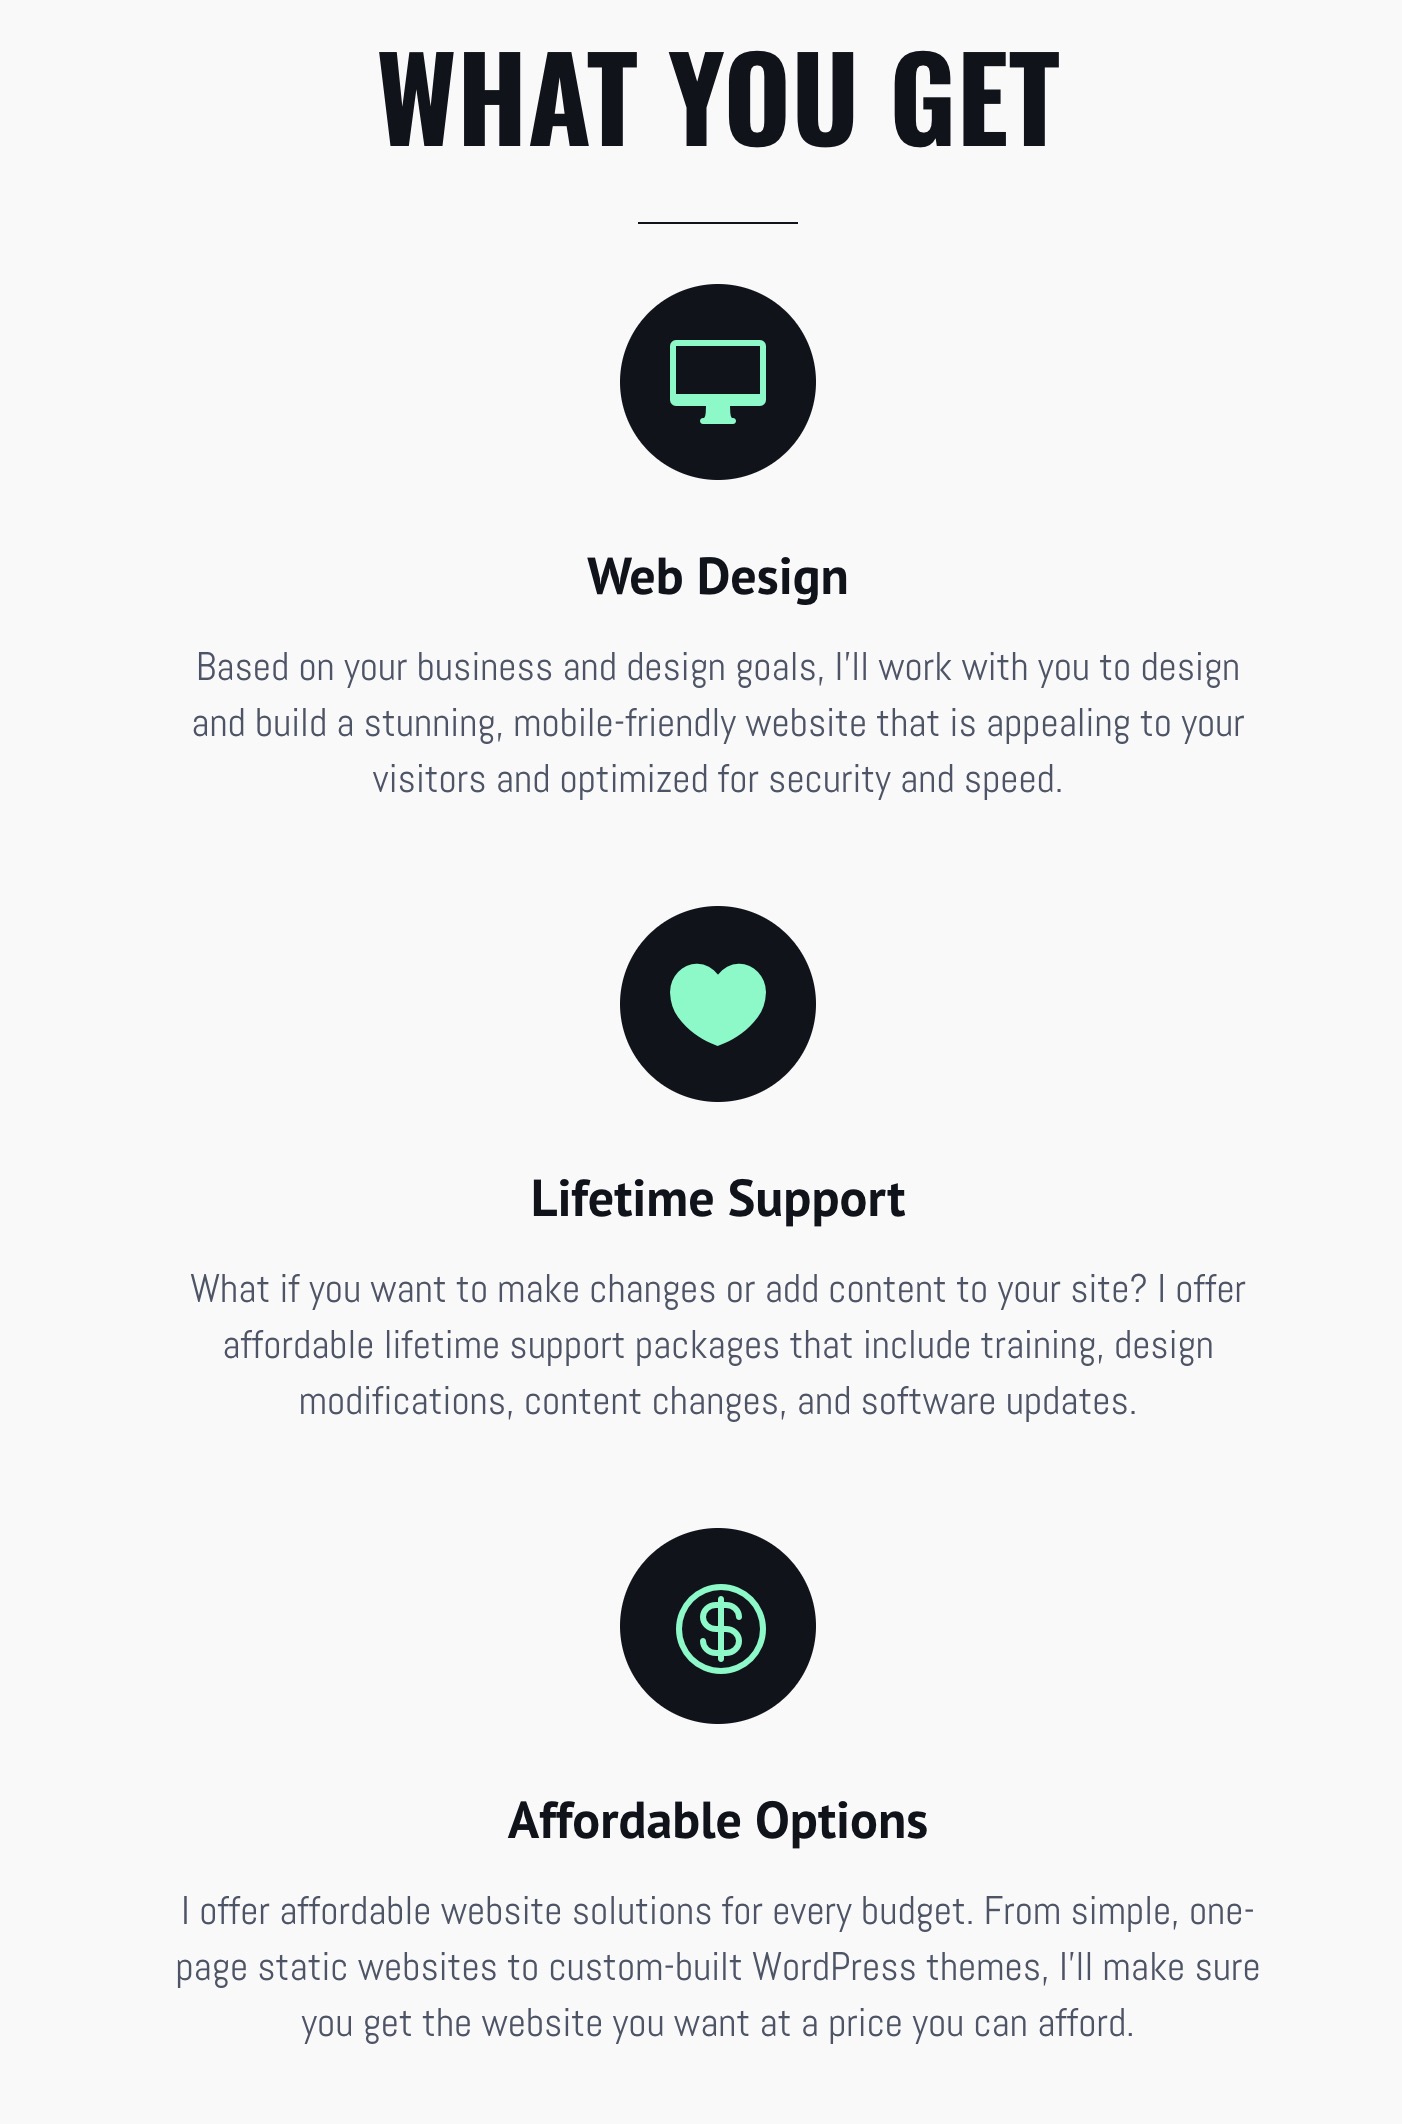 WHAT YOU GET
Web Design
Based on your business and design goals, I'll work with you to design
and build a stunning, mobile-friendly website that is appealing to your
visitors and optimized for security and speed.
Lifetime Support
What if you want to make changes or add content to your site? I offer
affordable lifetime support packages that include training, design
modifications, content changes, and software updates.
Affordable Options
I offer affordable website solutions for every budget. From simple, one-
page static websites to custom-built WordPress themes, I'll make sure
you get the website you want at a price you can afford.